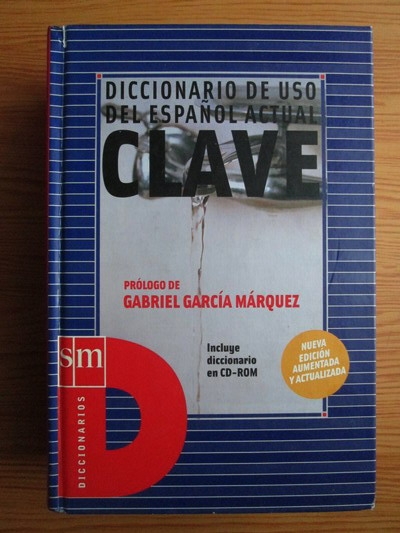 DICCIONARIO DE USO
DEL ESPAÑOL ACTUAL
CLAVE
PRÓLOGO DE
GABRIEL GARCÍA MÁRQUEZ
Incluye
diccionario
en CD-ROM
NUEVA
EDICIÓN
AUMENTADA
Y ACTUALIZADA
sm
D
DICCIONARIOS